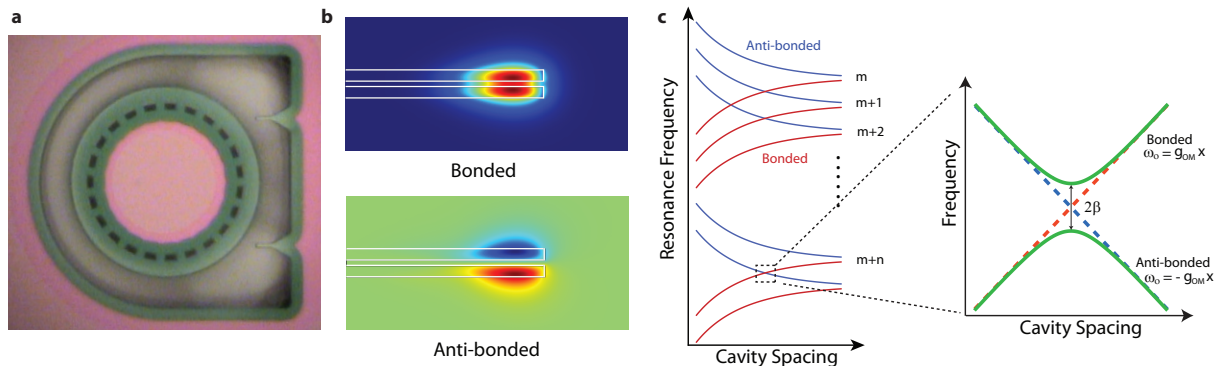 a
b
c
Bonded
Anti-bonded
Resonance Frequency
Anti-bonded
m
m+1
m+2
Bonded
m+n
Cavity Spacing
Frequency
Bonded
ω₀ = g_OM x
2β
Anti-bonded
ω₀ = - g_OM x
Cavity Spacing